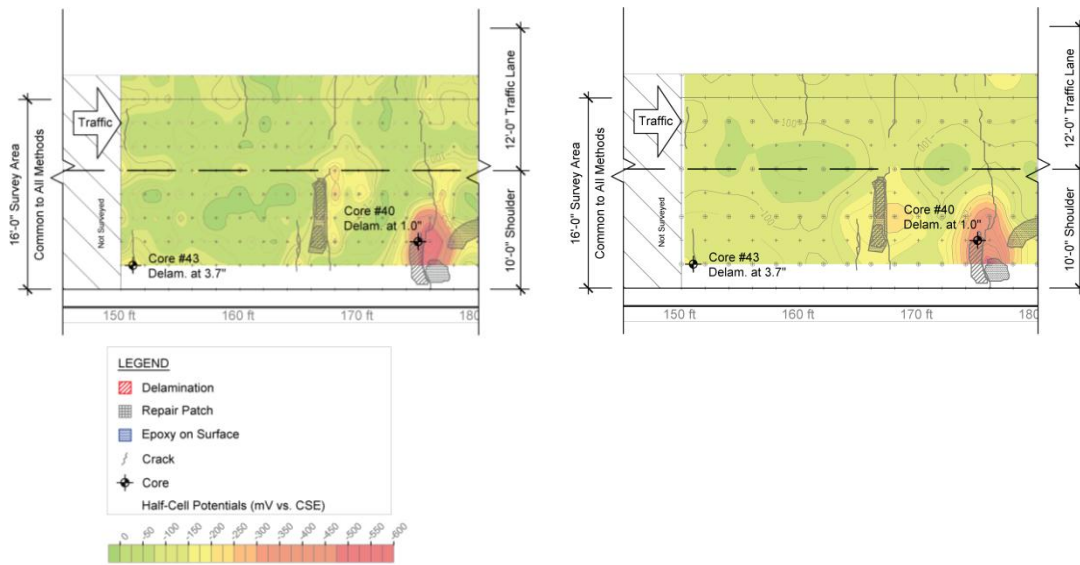 16'-0" Survey Area
Common to All Methods
Traffic
Not Surveyed
Core #40
Delam. at 1.0"
Core #43
Delam. at 3.7"
12'-0" Traffic Lane
10'-0" Shoulder
150 ft
160 ft
170 ft
180
16'-0" Survey Area
Common to All Methods
Traffic
Not Surveyed
Core #40
Delam. at 1.0"
Core #43
Delam. at 3.7"
12'-0" Traffic Lane
10'-0" Shoulder
150 ft
160 ft
170 ft
180
LEGEND
Delamination
Repair Patch
Epoxy on Surface
Crack
Core
Half-Cell Potentials (mV vs. CSE)
0 -50 -100 -150 -200 -250 -300 -350 -400 -450 -500 -550 -600